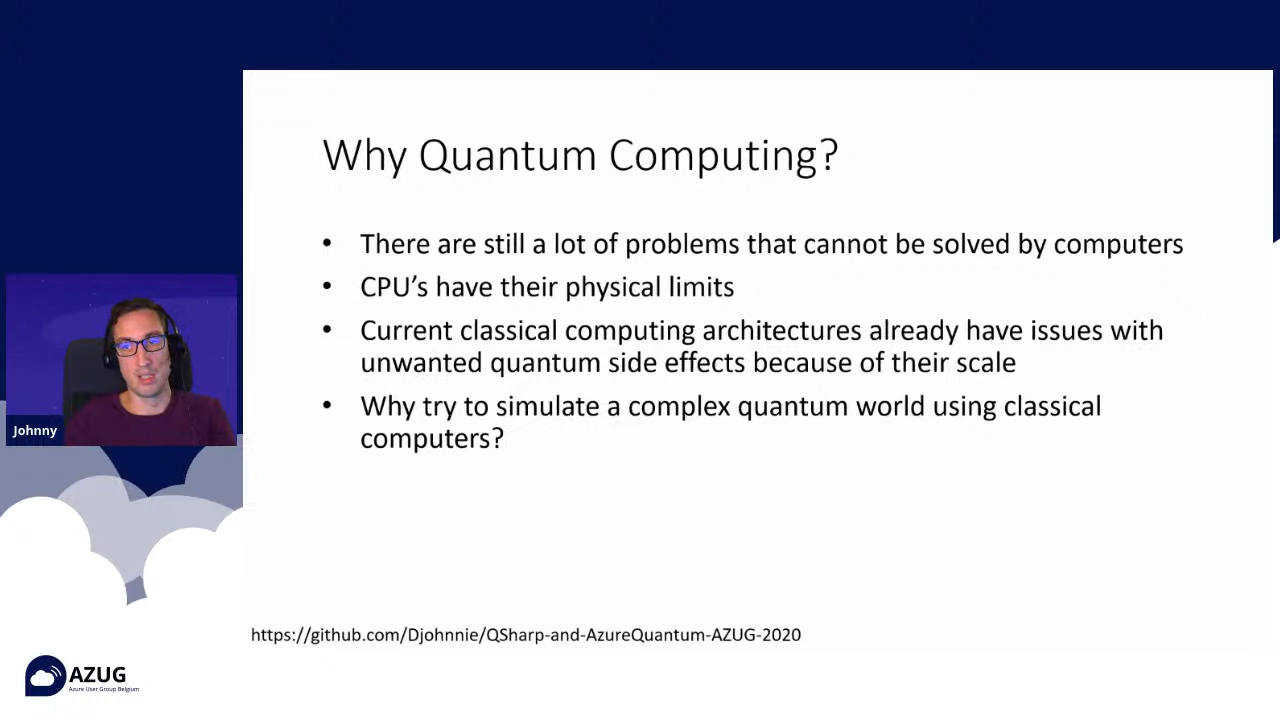 Why Quantum Computing?
• There are still a lot of problems that cannot be solved by computers
• CPU's have their physical limits
• Current classical computing architectures already have issues with
unwanted quantum side effects because of their scale
• Why try to simulate a complex quantum world using classical
computers?
Johnny
https://github.com/Djohnnie/QSharp-and-AzureQuantum-AZUG-2020
AZUG
Azure User Group Belgium